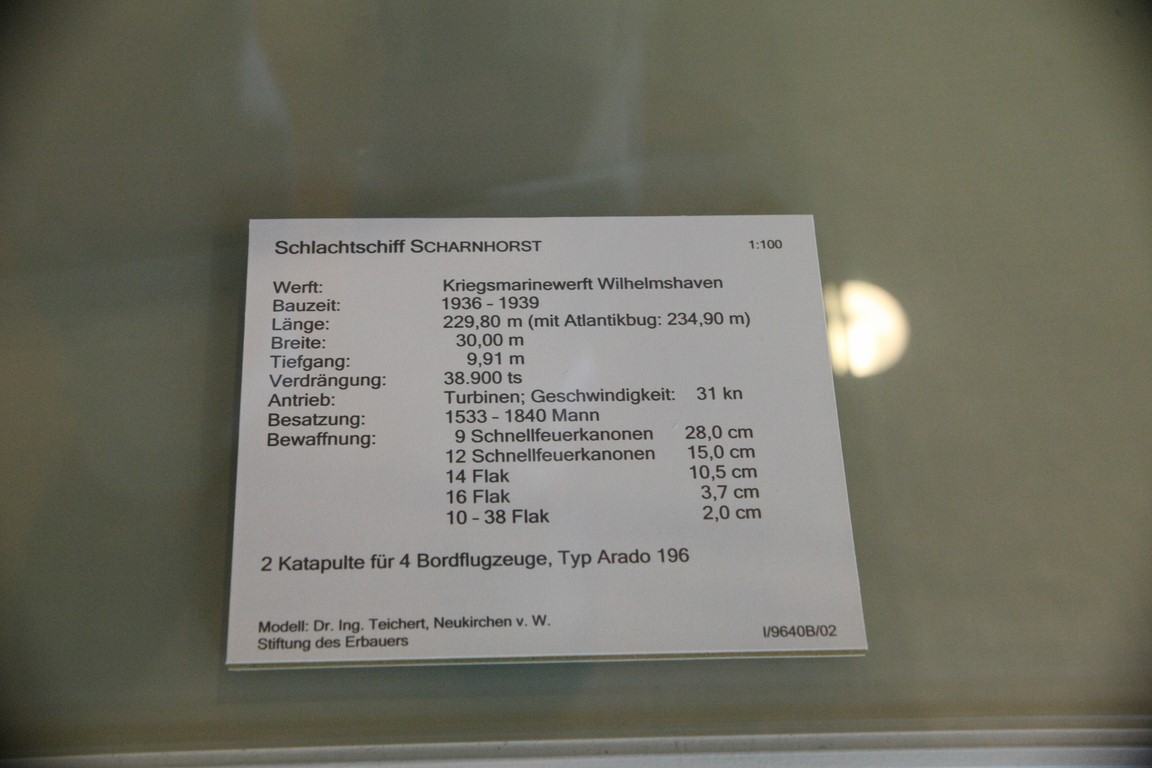 Schlachtschiff SCHARNHORST 1:100
Werft: Kriegsmarinewerft Wilhelmshaven
Bauzeit: 1936 - 1939
Länge: 229,80 m (mit Atlantikbug: 234,90 m)
Breite: 30,00 m
Tiefgang: 9,91 m
Verdrängung: 38.900 ts
Antrieb: Turbinen; Geschwindigkeit: 31 kn
Besatzung: 1533 - 1840 Mann
Bewaffnung: 9 Schnellfeuerkanonen 28,0 cm
12 Schnellfeuerkanonen 15,0 cm
14 Flak 10,5 cm
16 Flak 3,7 cm
10 - 38 Flak 2,0 cm
2 Katapulte für 4 Bordflugzeuge, Typ Arado 196
Modell: Dr. Ing. Teichert, Neukirchen v. W.
Stiftung des Erbauers I/9640B/02